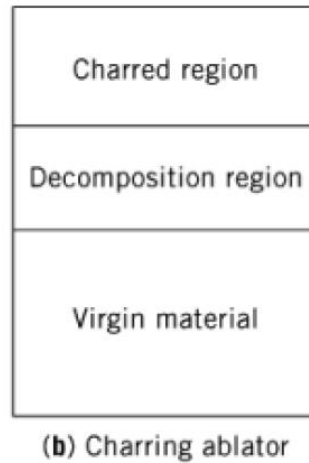 Charred region
Decomposition region
Virgin material
(b) Charring ablator